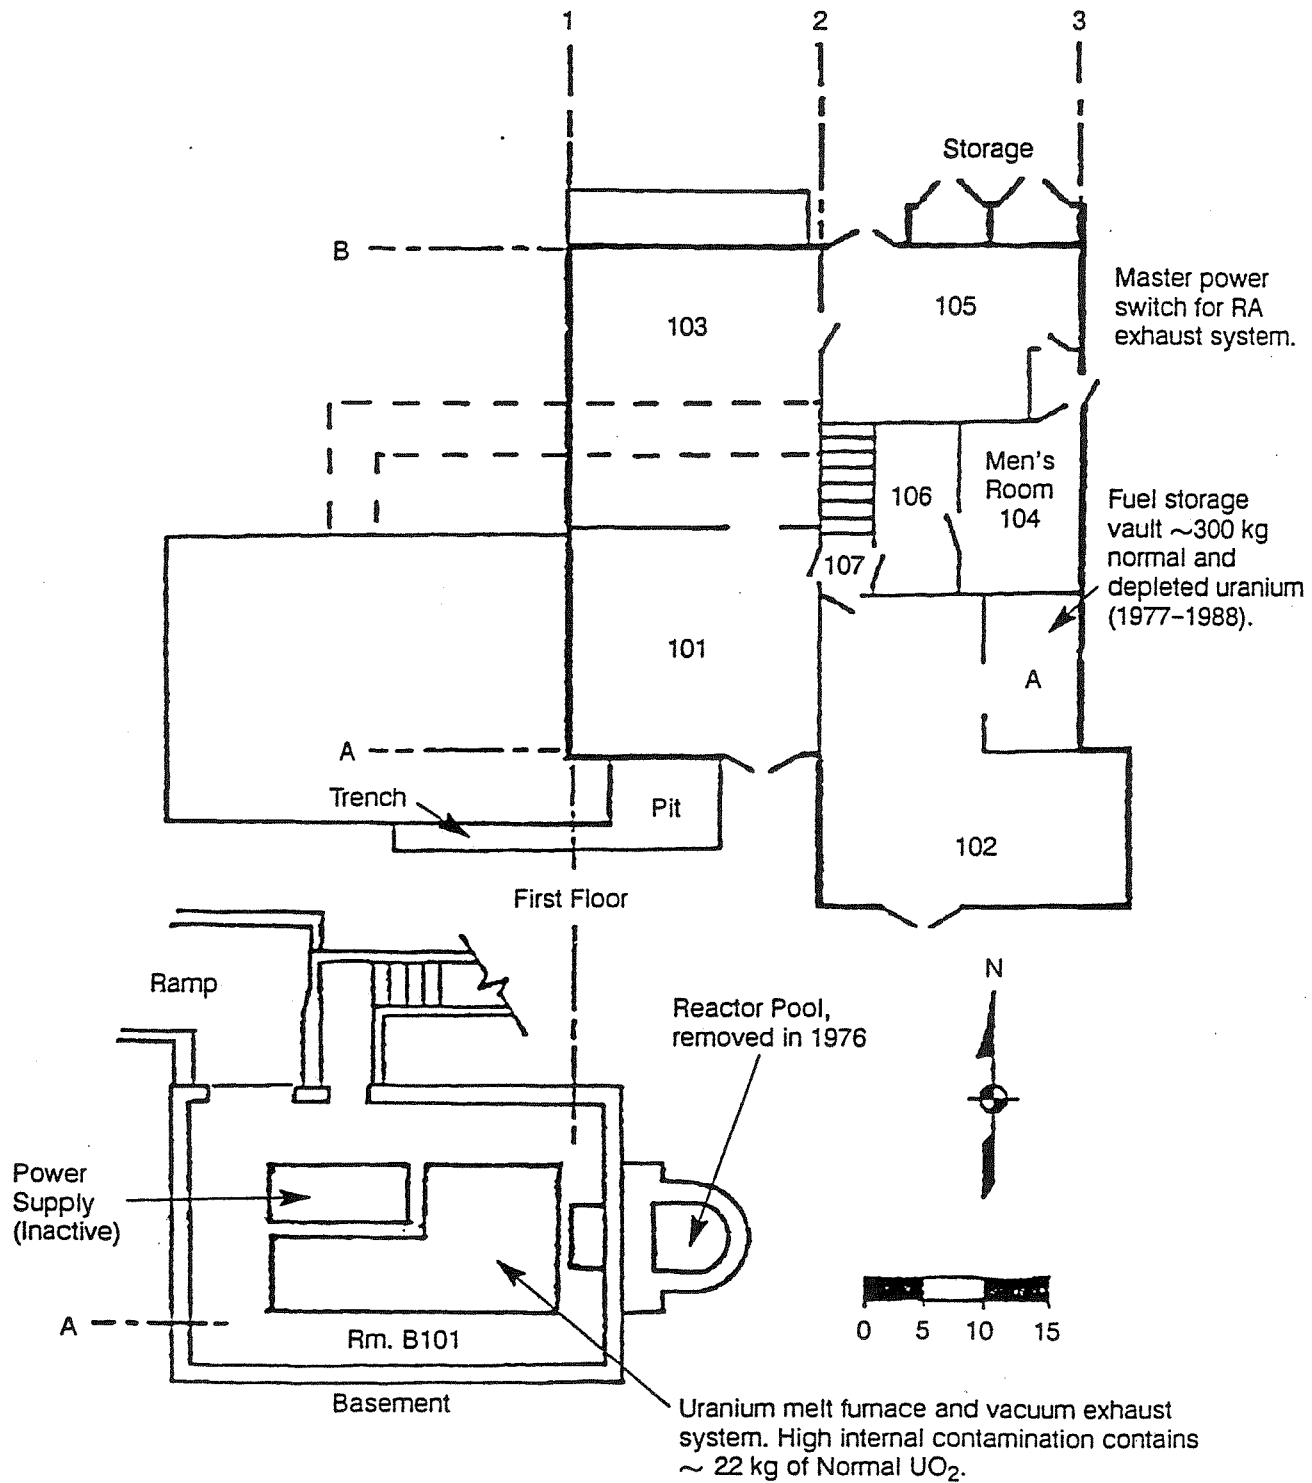 1
2
3
Storage
B
Master power
switch for RA
exhaust system.
103
105
Men's
Room
104
106
Fuel storage
vault ~300 kg
normal and
depleted uranium
(1977-1988).
107
101
A
A
Trench
Pit
102
First Floor
N
Ramp
Reactor Pool,
removed in 1976
Power
Supply
(Inactive)
A
Rm. B101
0 5 10 15
Basement
Uranium melt furnace and vacuum exhaust
system. High internal contamination contains
~ 22 kg of Normal UO₂.